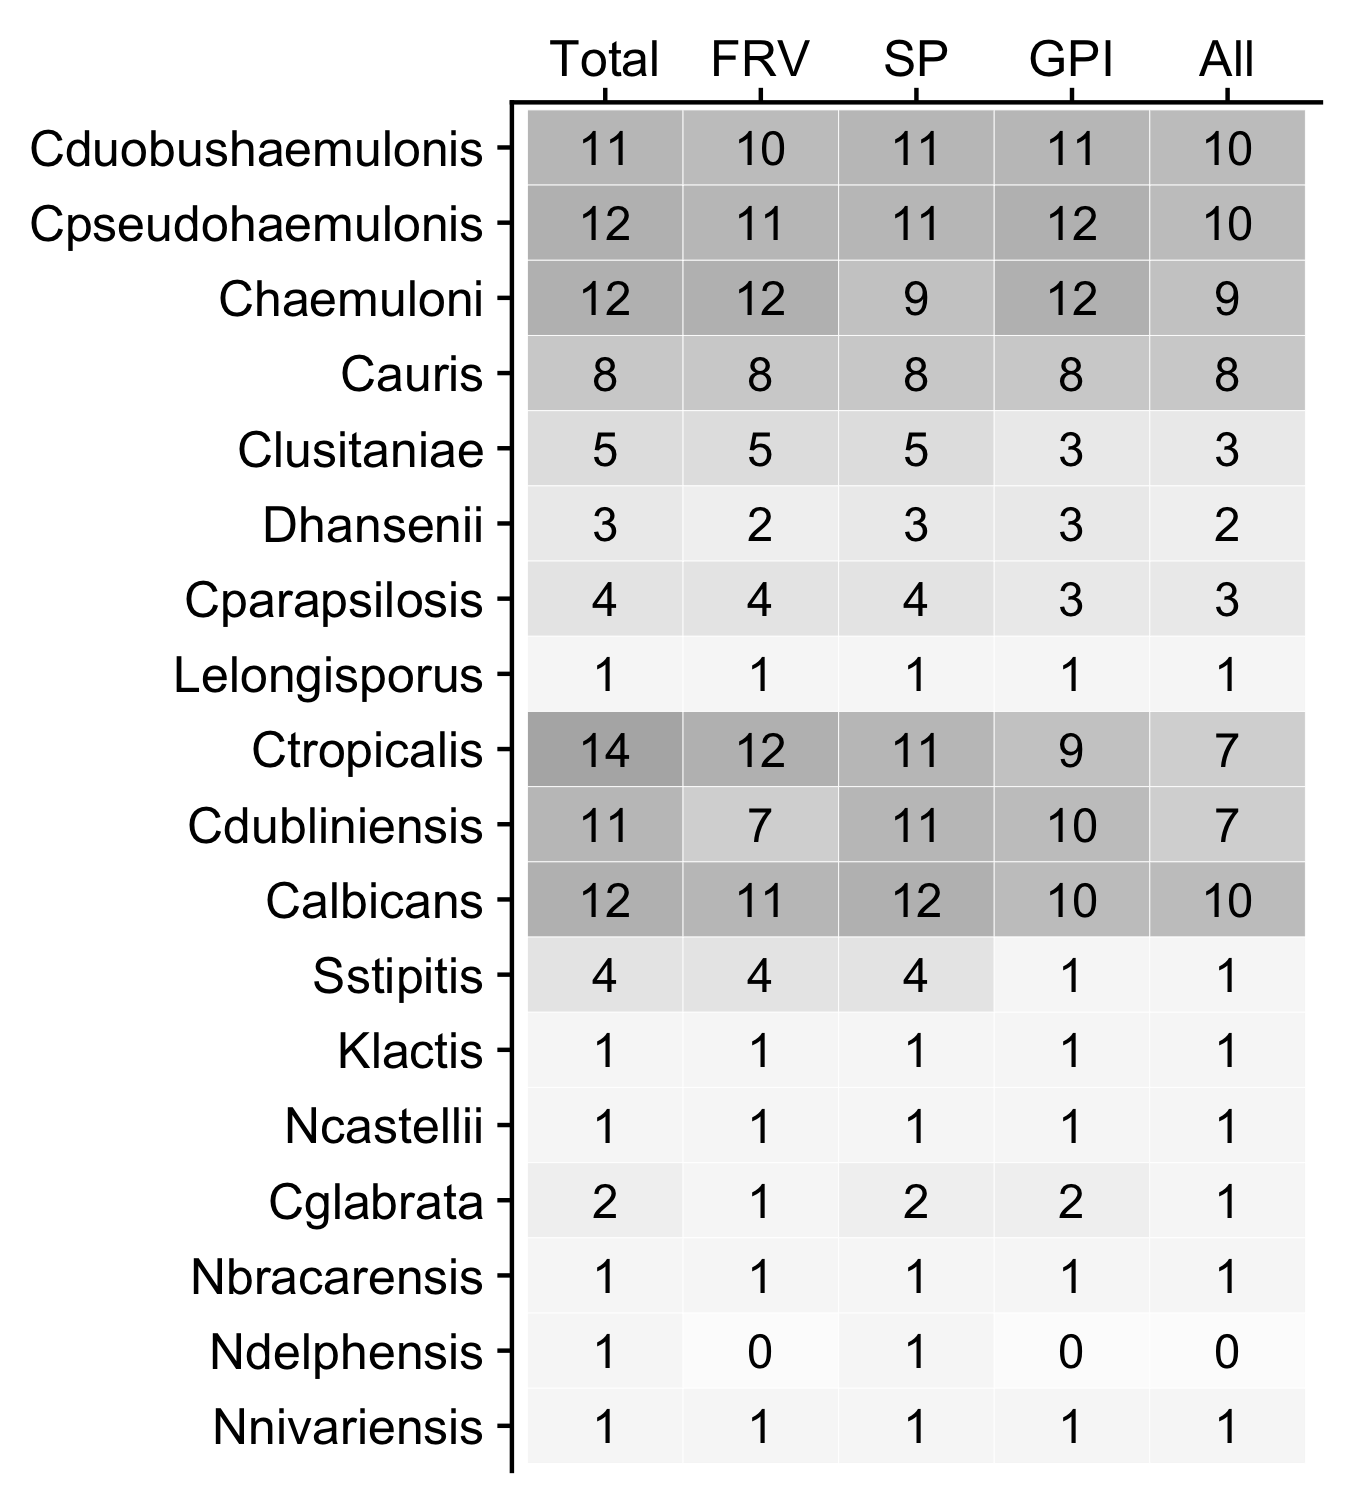 Total FRV SP GPI All
Cduobushaemulonis 11 10 11 11 10
Cpseudohaemulonis 12 11 11 12 10
Chaemuloni 12 12 9 12 9
Cauris 8 8 8 8 8
Clusitaniae 5 5 5 3 3
Dhansenii 3 2 3 3 2
Cparapsilosis 4 4 4 3 3
Lelongisporus 1 1 1 1 1
Ctropicalis 14 12 11 9 7
Cdubliniensis 11 7 11 10 7
Calbicans 12 11 12 10 10
Sstipitis 4 4 4 1 1
Klactis 1 1 1 1 1
Ncastellii 1 1 1 1 1
Cglabrata 2 1 2 2 1
Nbracarensis 1 1 1 1 1
Ndelphensis 1 0 1 0 0
Nnivariensis 1 1 1 1 1